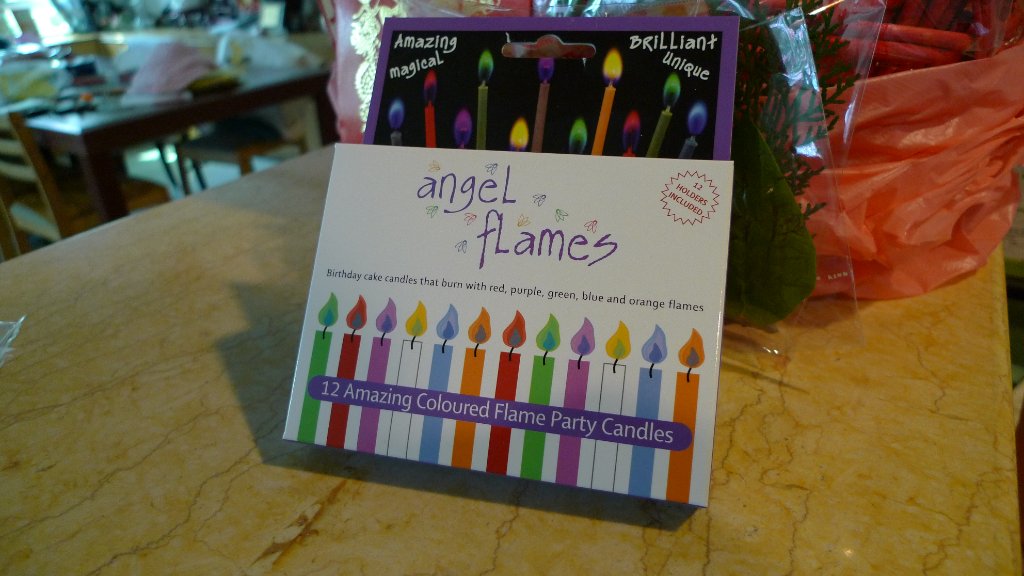 Amazing
magical
Brilliant
unique
angel
flames
12
HOLDERS
INCLUDED
Birthday cake candles that burn with red, purple, green, blue and orange flames
12 Amazing Coloured Flame Party Candles